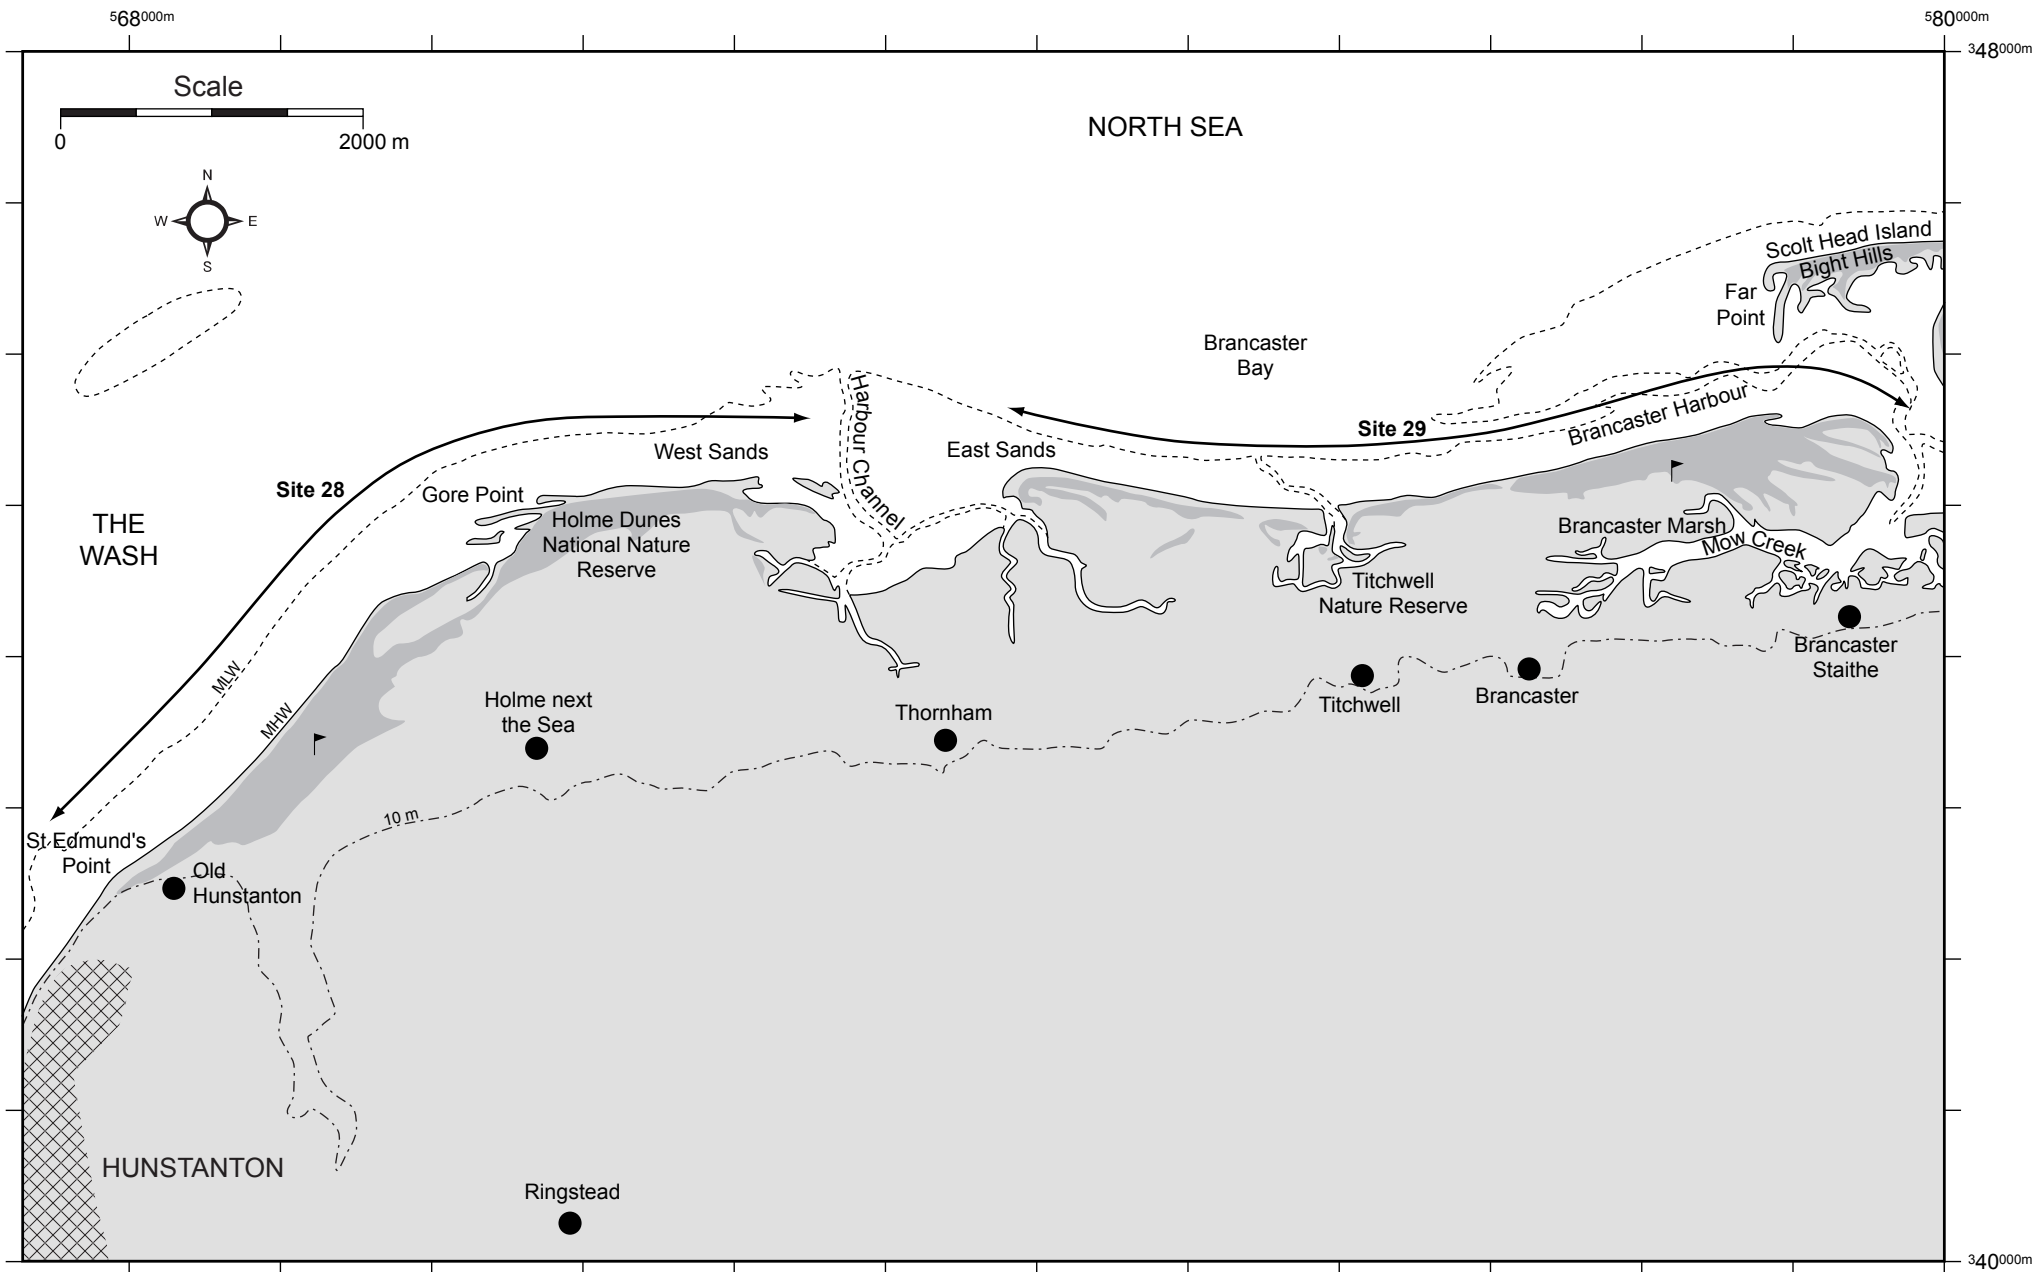 568000m
580000m
348000m
Scale
0
2000 m
NORTH SEA
N
W
E
S
Scolt Head Island
Bight Hills
Far
Point
Brancaster
Bay
Harbour Channel
Brancaster Harbour
Site 29
West Sands
East Sands
Site 28
Gore Point
THE
WASH
Holme Dunes
National Nature
Reserve
Brancaster Marsh
Mow Creek
Titchwell
Nature Reserve
Brancaster
Staithe
MLW
MHW
Holme next
the Sea
Thornham
Titchwell
Brancaster
10 m
St Edmund's
Point
Old
Hunstanton
HUNSTANTON
Ringstead
340000m